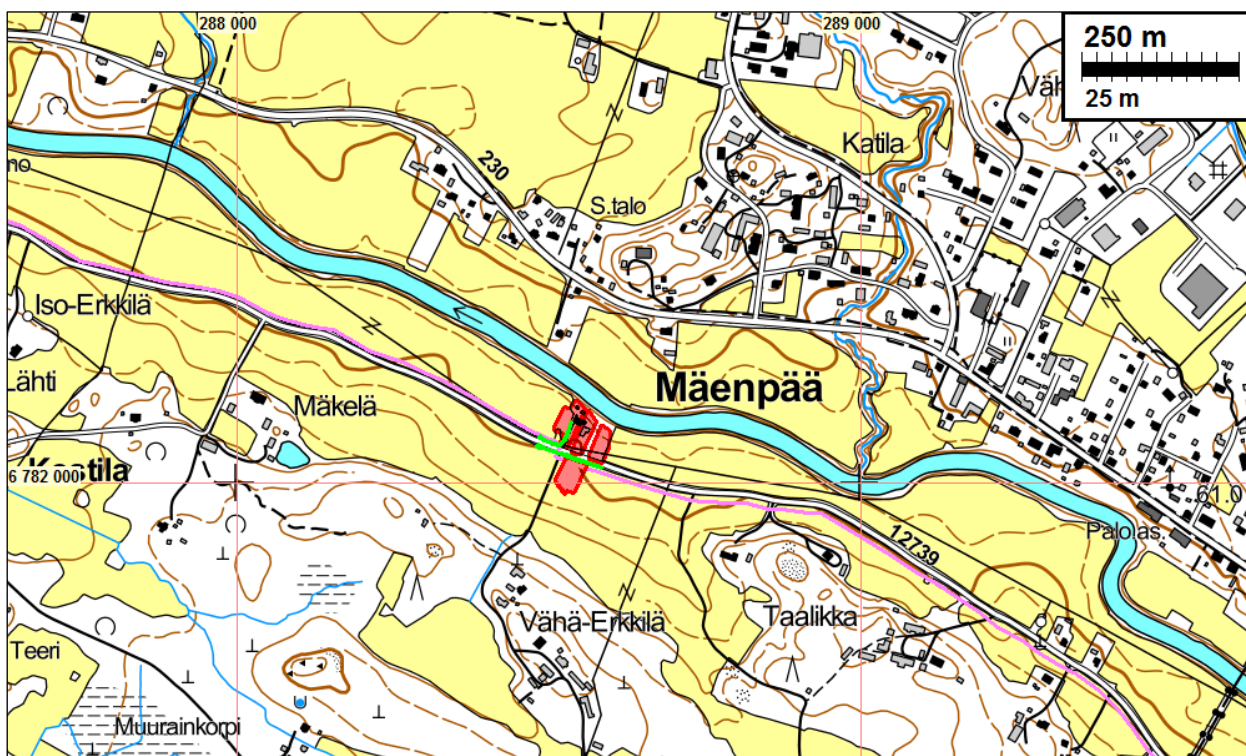 288 000
289 000
250 m
25 m
Väh
Katila
230
S.talo
Iso-Erkkilä
Lähti
Mäkelä
Mäenpää
6 782 000
61.0
Palolas.
12739
Vähä-Erkkilä
Taalikka
Teeri
Muurainkorpi